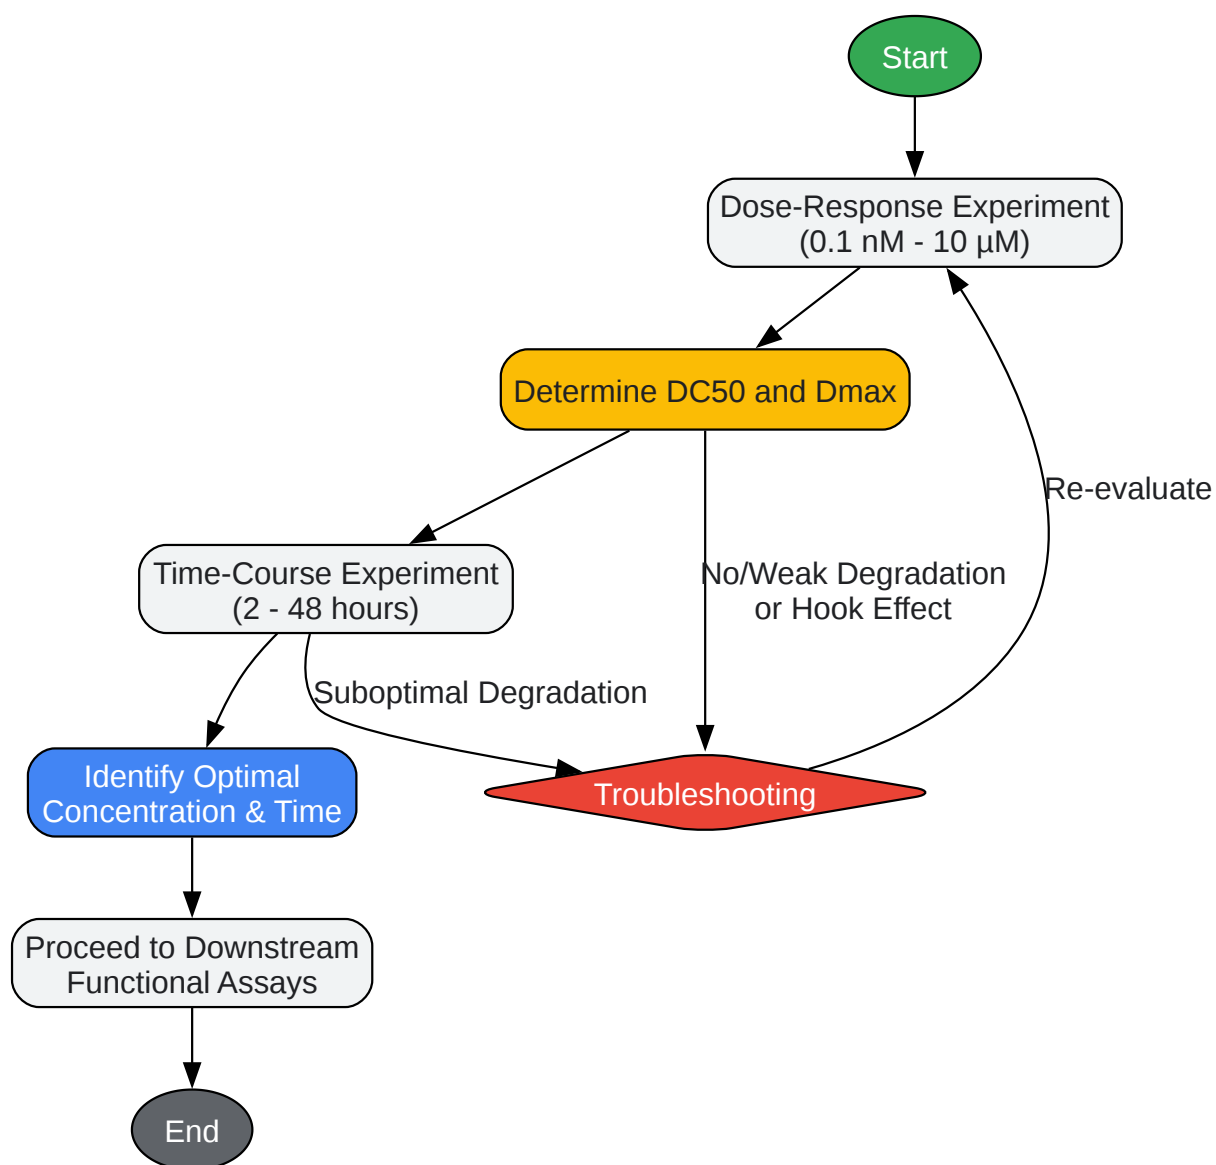 Start
Dose-Response Experiment
(0.1 nM - 10 µM)
Determine DC50 and Dmax
Re-evaluate
Time-Course Experiment
(2 - 48 hours)
No/Weak Degradation
or Hook Effect
Suboptimal Degradation
Identify Optimal
Concentration & Time
Troubleshooting
Proceed to Downstream
Functional Assays
End